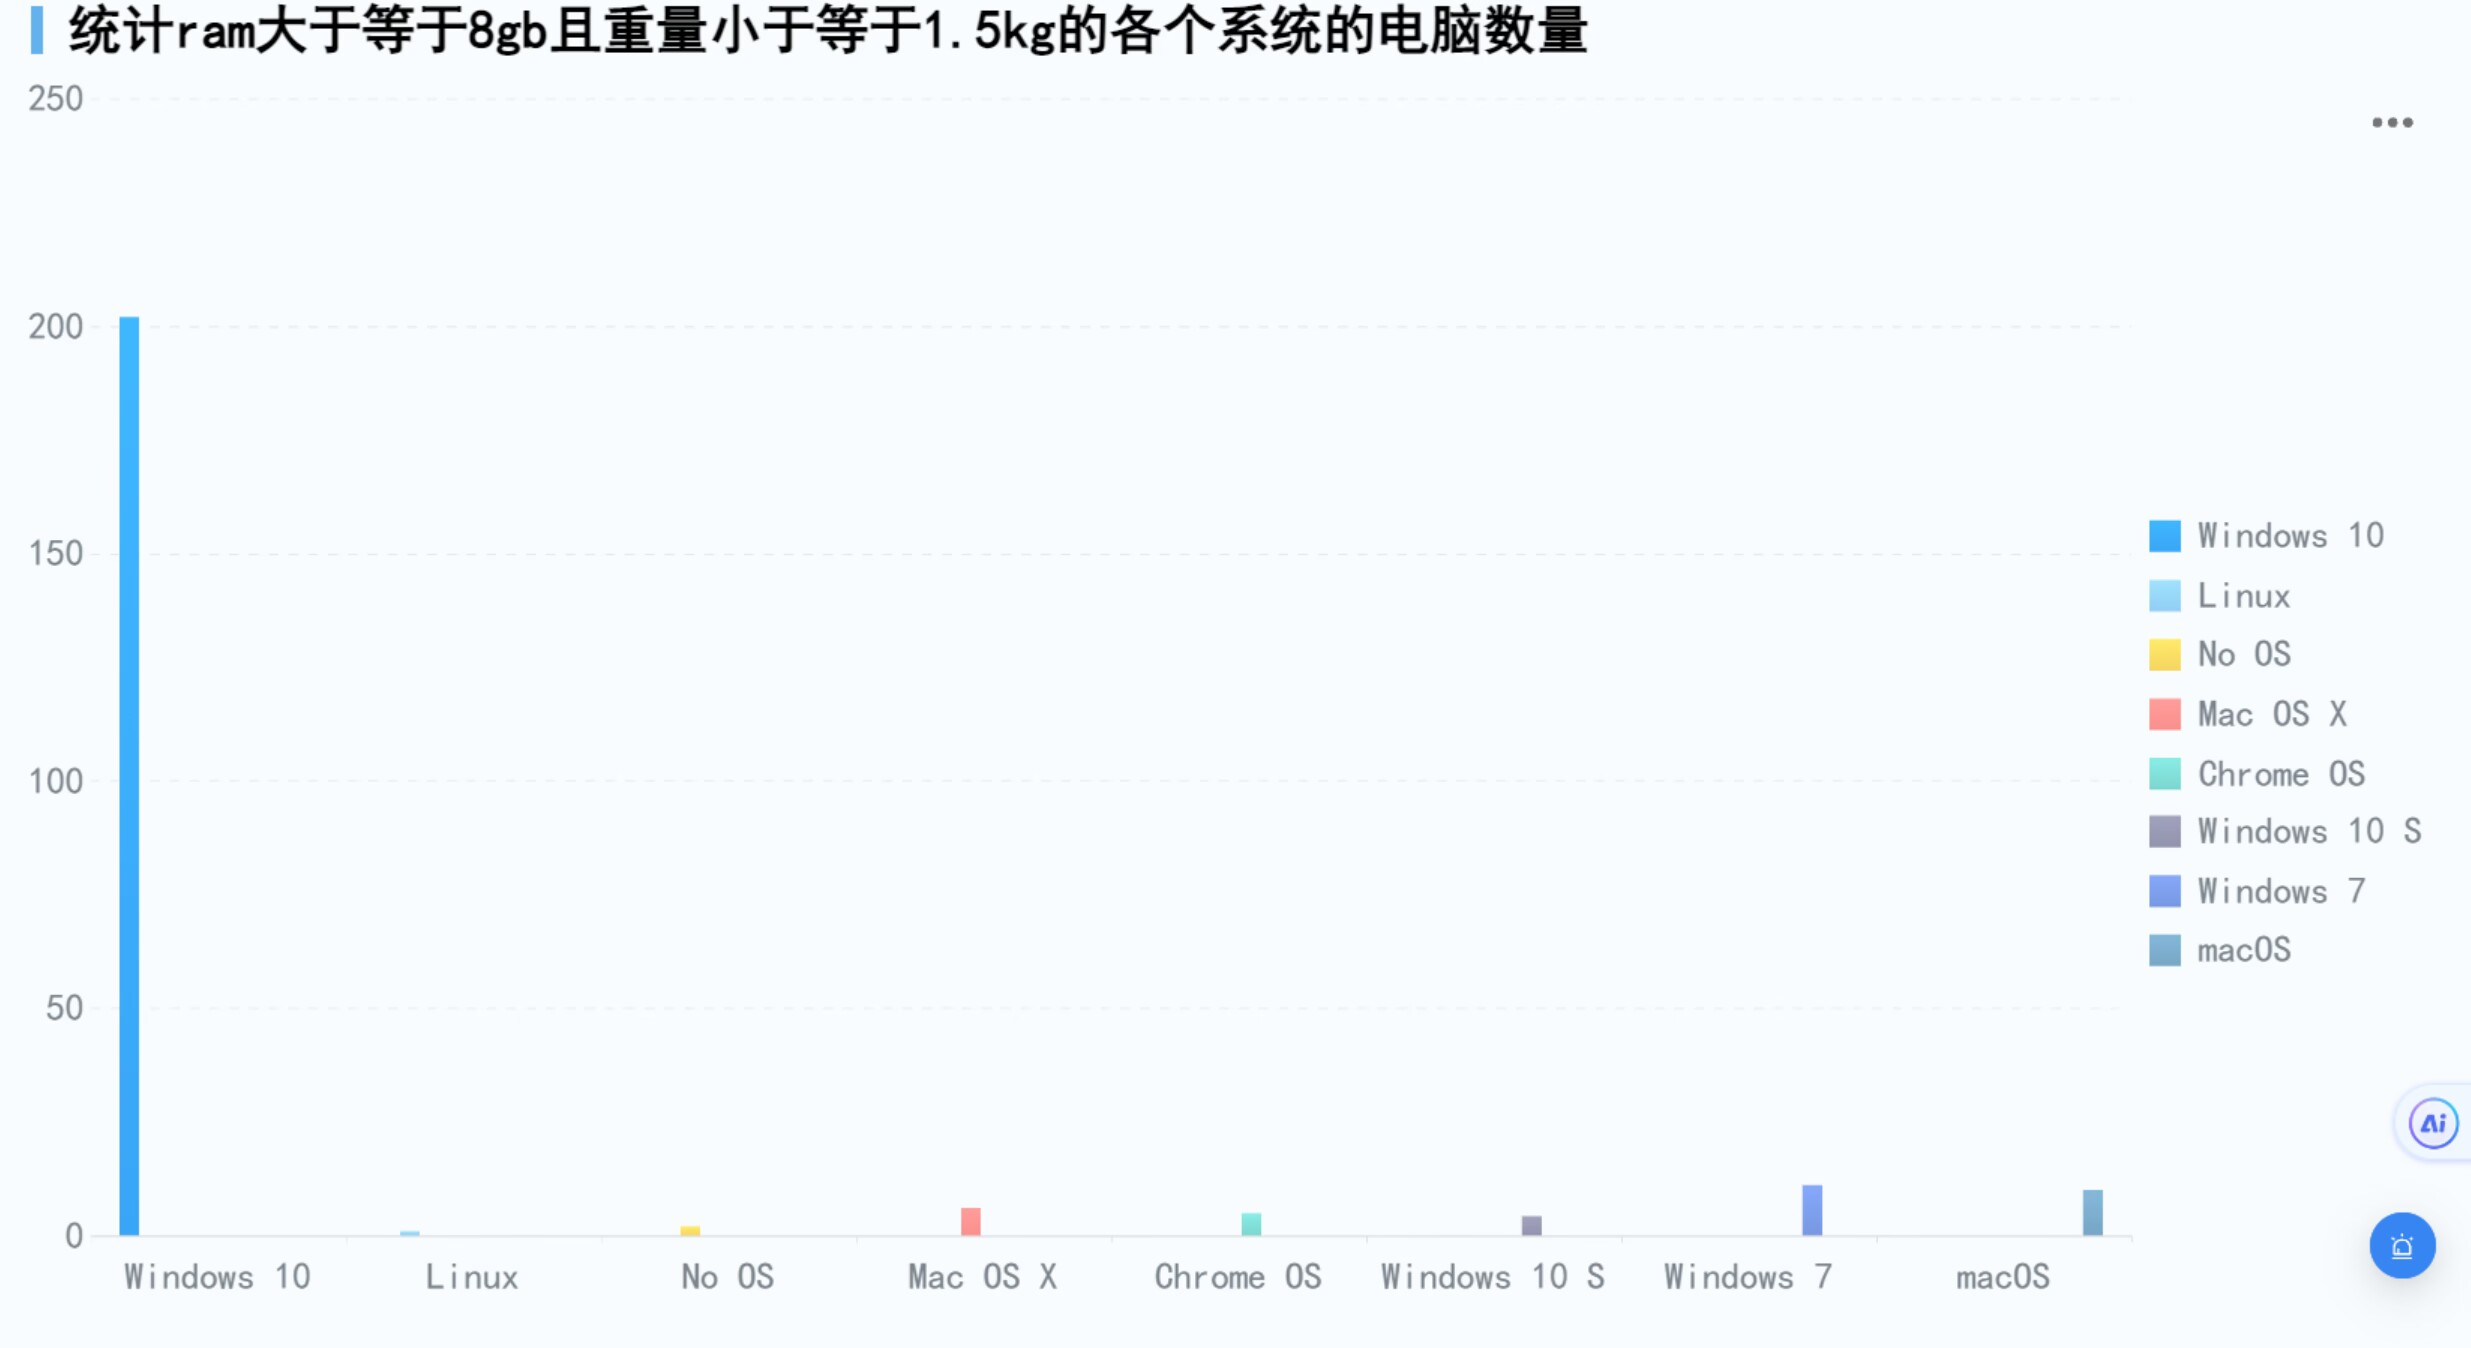 统计ram大于等于8gb且重量小于等于1.5kg的各个系统的电脑数量
250
200
150
100
50
0
Windows 10
Linux
No OS
Mac OS X
Chrome OS
Windows 10 S
Windows 7
macOS
Windows 10
Linux
No OS
Mac OS X
Chrome OS
Windows 10 S
Windows 7
macOS
Ai